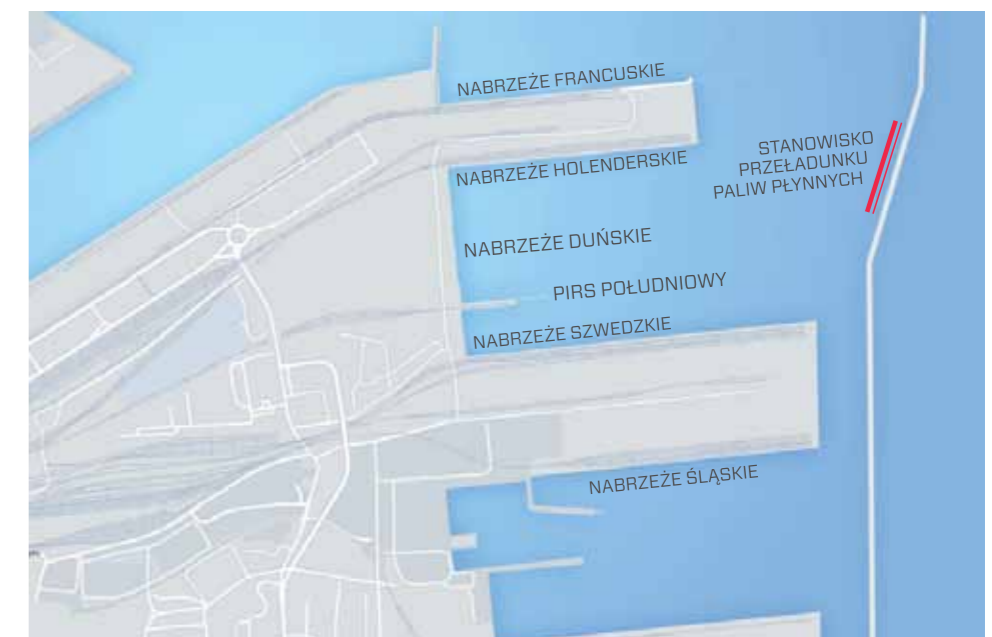 NABRZEŻE FRANCUSKIE
STANOWISKO
PRZEŁADUNKU
PALIW PŁYNNYCH
NABRZEŻE HOLENDERSKIE
NABRZEŻE DUŃSKIE
PIRS POŁUDNIOWY
NABRZEŻE SZWEDZKIE
NABRZEŻE ŚLĄSKIE